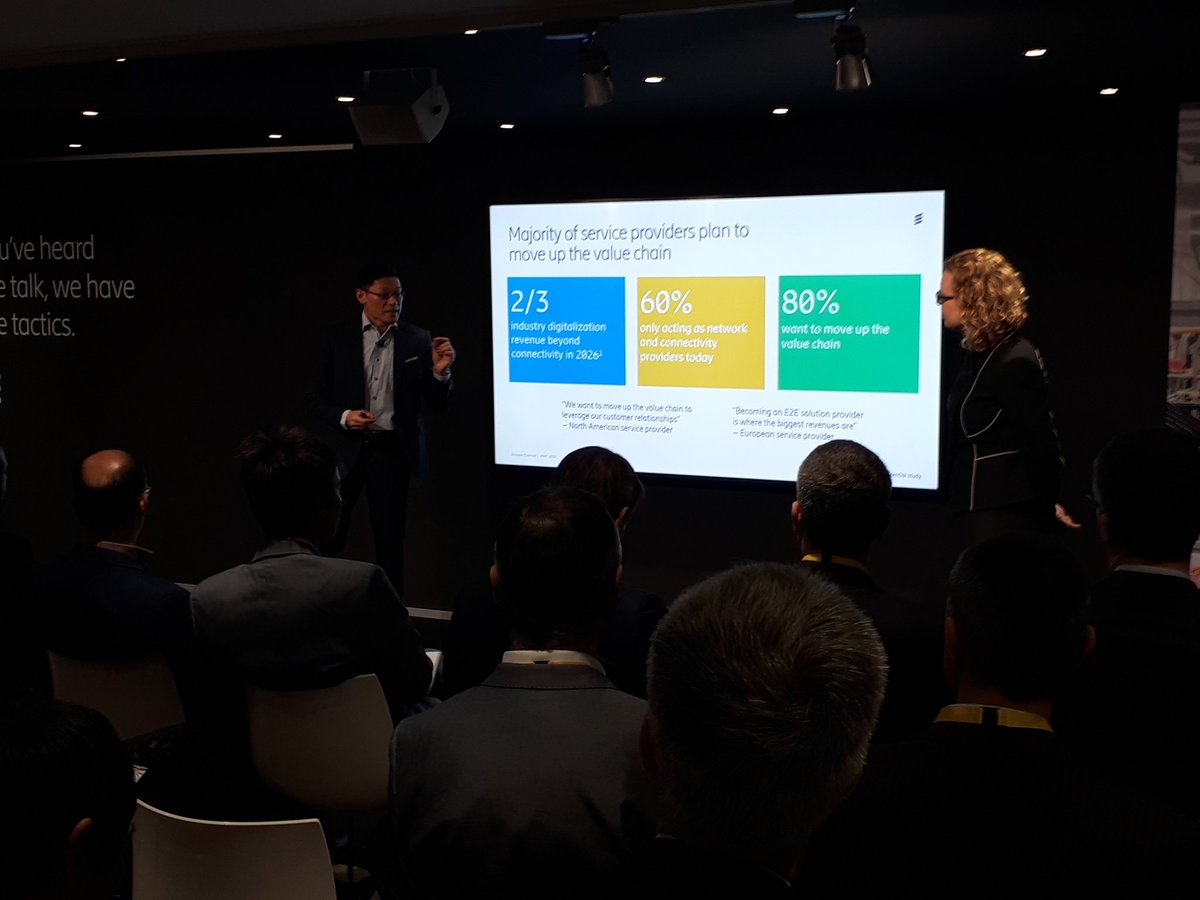 u've heard
e talk, we have
e tactics.
Majority of service providers plan to
move up the value chain
2/3
industry digitalization
revenue beyond
connectivity in 2026¹
60%
only acting as network
and connectivity
providers today
80%
want to move up the
value chain
"We want to move up the value chain to
leverage our customer relationships"
– North American service provider
"Becoming an E2E solution provider
is where the biggest revenues are"
– European service provider
study